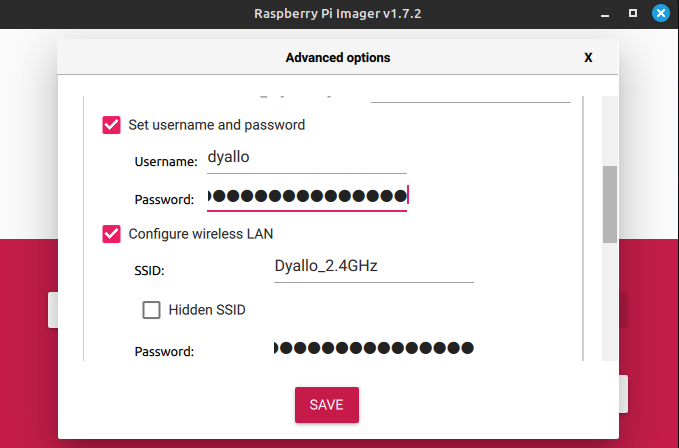 Raspberry Pi Imager v1.7.2
Advanced options
X
Set username and password
Username: dyallo
Password: ●●●●●●●●●●●●●●●
Configure wireless LAN
SSID: Dyallo_2.4GHz
Hidden SSID
Password: ●●●●●●●●●●●●●●●
SAVE